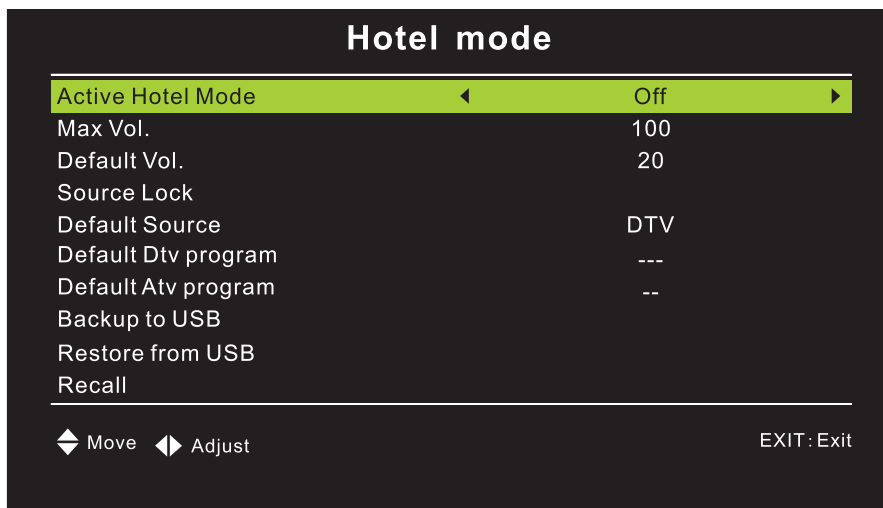 Hotel mode
Active Hotel Mode Off
Max Vol. 100
Default Vol. 20
Source Lock
Default Source DTV
Default Dtv program ---
Default Atv program --
Backup to USB
Restore from USB
Recall
Move Adjust EXIT:Exit